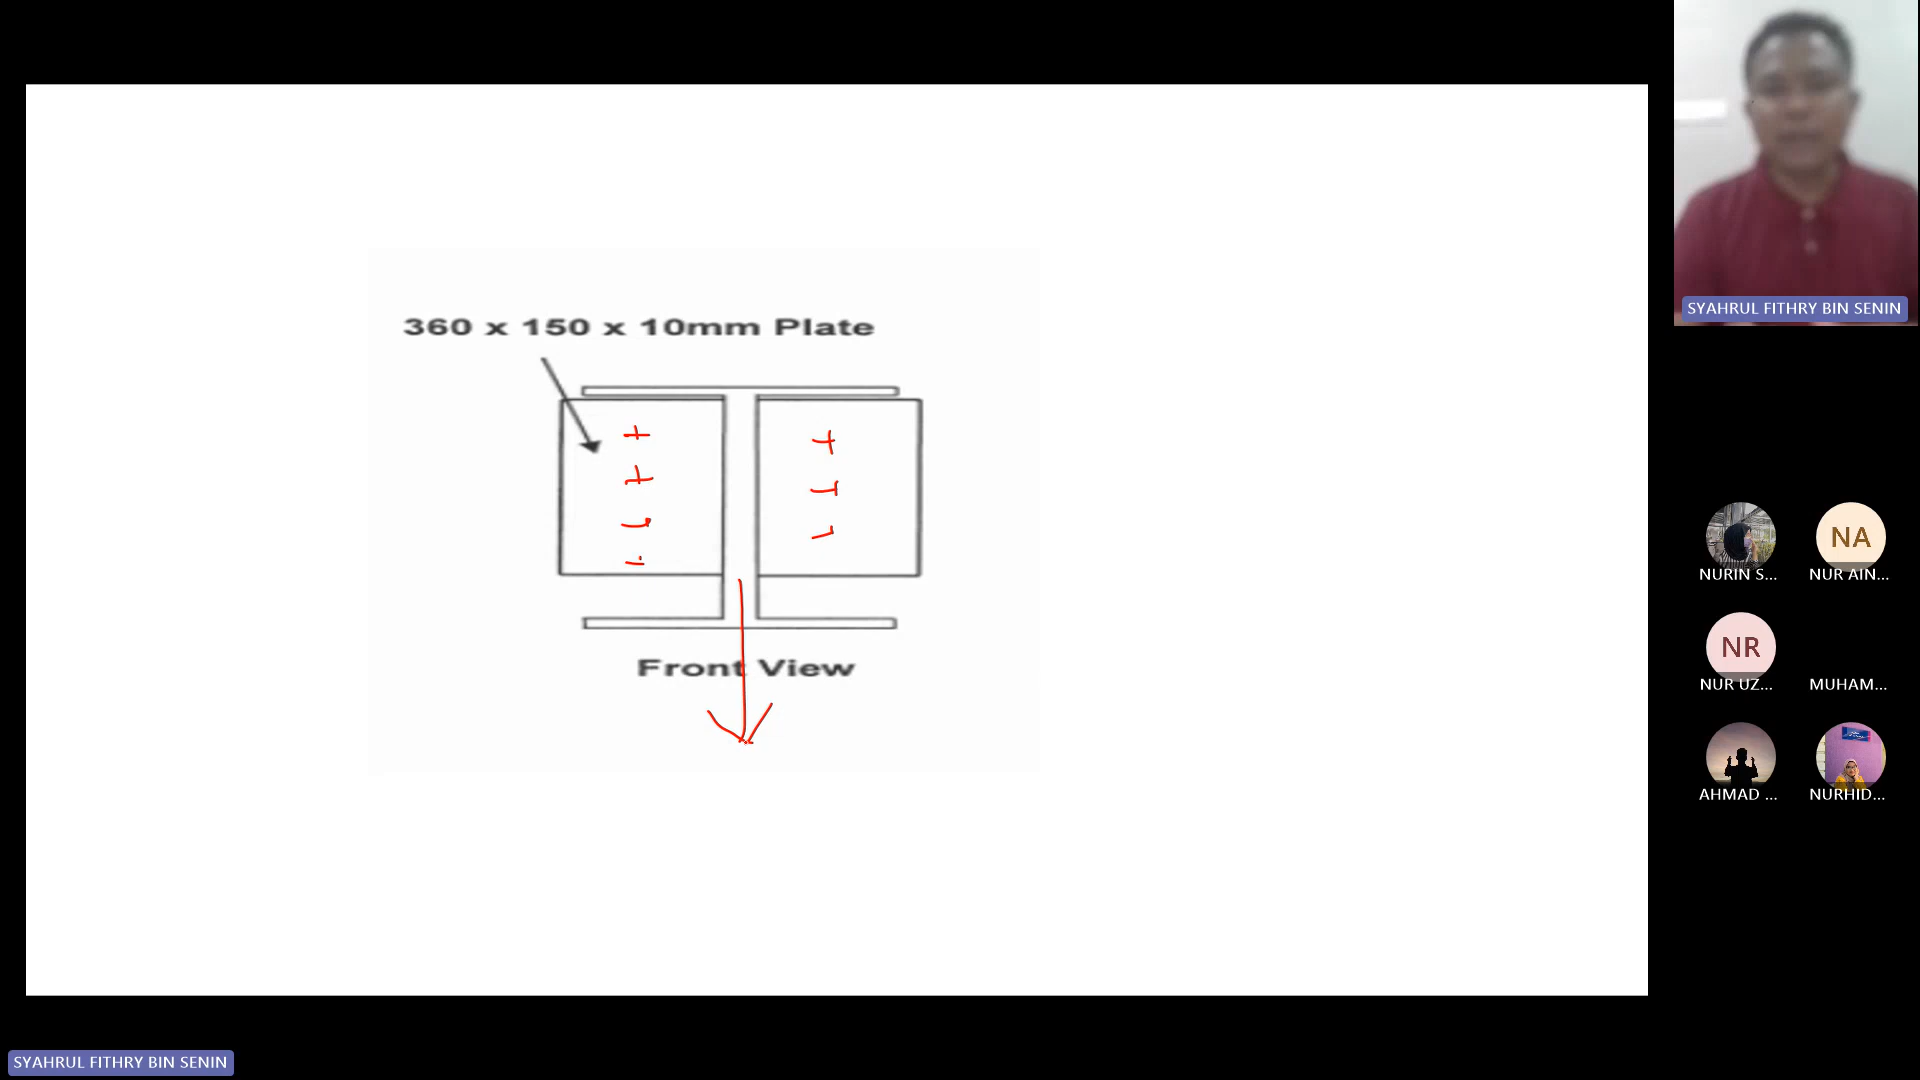 360 x 150 x 10mm Plate
Front View
SYAHRUL FITHRY BIN SENIN
NURIN S...
NUR AIN...
NA
NR
NUR UZ...
MUHAM...
AHMAD ...
NURHID...
SYAHRUL FITHRY BIN SENIN